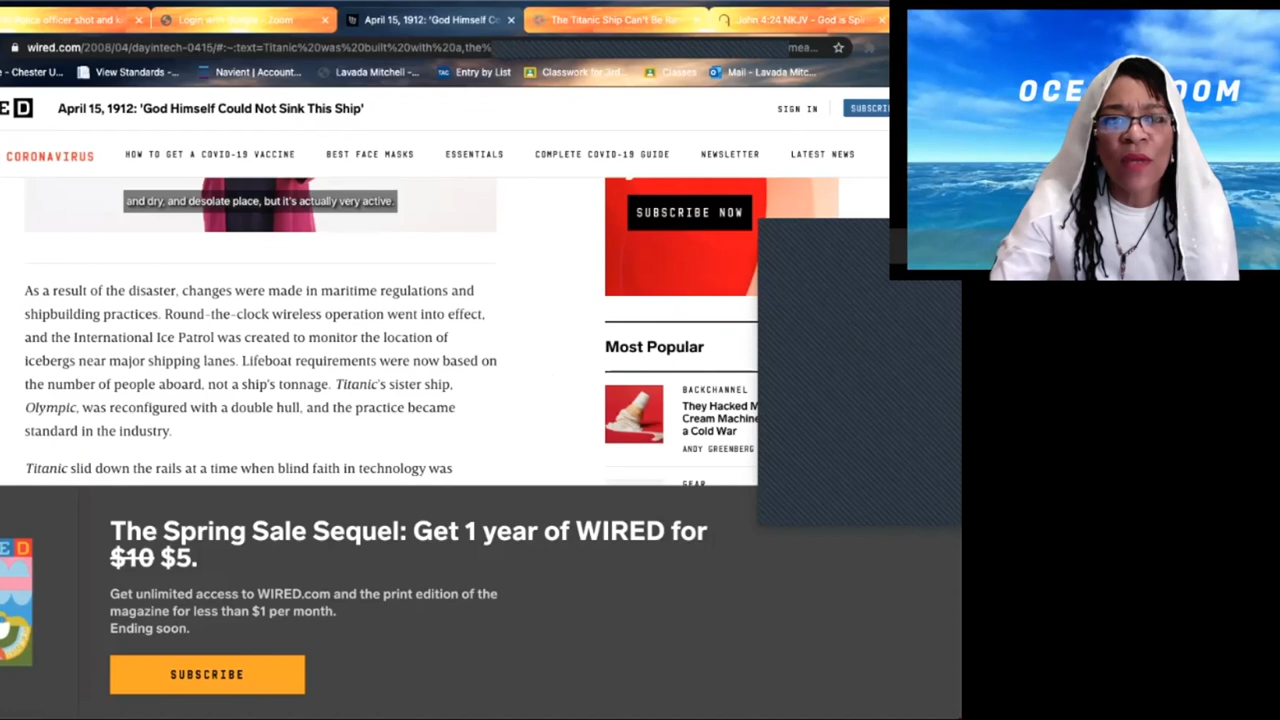 Police officer shot and k
Login with Google - Zoom
April 15, 1912: 'God Himself Co
The Titanic Ship Can't Be
John 4:24 NKJV - God is Spi
wired.com/2008/04/dayintech-0415/#:~:text=Titanic%20was%20built%20with%20a,the%
mea...
- Chester U...
View Standards -...
Navient | Account...
Lavada Mitchell -...
TAC Entry by List
Classwork for 3rd...
Classes
Mail - Lavada Mitc...
ED
April 15, 1912: 'God Himself Could Not Sink This Ship'
SIGN IN
SUBSCRI
CORONAVIRUS
HOW TO GET A COVID-19 VACCINE
BEST FACE MASKS
ESSENTIALS
COMPLETE COVID-19 GUIDE
NEWSLETTER
LATEST NEWS
and dry, and desolate place, but it's actually very active.
SUBSCRIBE NOW
As a result of the disaster, changes were made in maritime regulations and
shipbuilding practices. Round-the-clock wireless operation went into effect,
and the International Ice Patrol was created to monitor the location of
icebergs near major shipping lanes. Lifeboat requirements were now based on
the number of people aboard, not a ship's tonnage. Titanic's sister ship,
Olympic, was reconfigured with a double hull, and the practice became
standard in the industry.
Titanic slid down the rails at a time when blind faith in technology was
Most Popular
BACKCHANNEL
They Hacked M
Cream Machine
a Cold War
ANDY GREENBERG
GEAR
The Spring Sale Sequel: Get 1 year of WIRED for
$10 $5.
Get unlimited access to WIRED.com and the print edition of the
magazine for less than $1 per month.
Ending soon.
SUBSCRIBE
ED
OCE
OOM